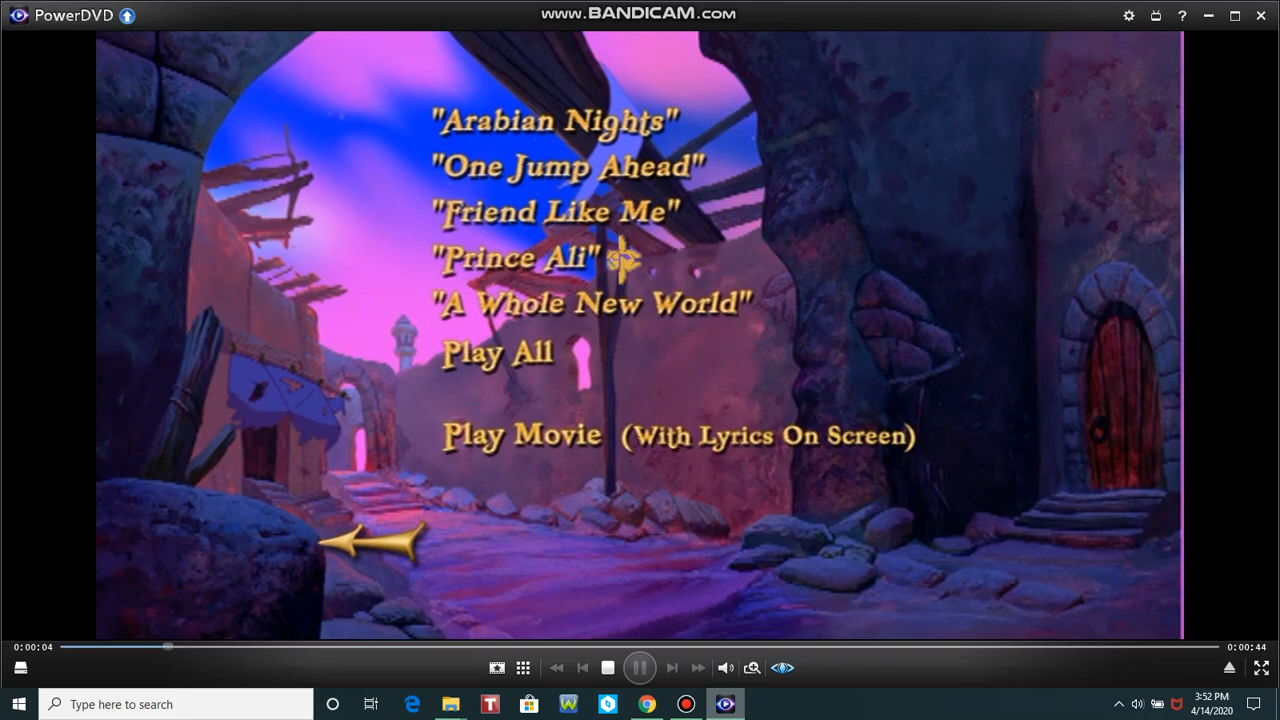 PowerDVD
www.BANDICAM.com
"Arabian Nights"
"One Jump Ahead"
"Friend Like Me"
"Prince Ali"
"A Whole New World"
Play All
Play Movie (With Lyrics On Screen)
0:00:04
0:00:44
Type here to search
3:52 PM
4/14/2020